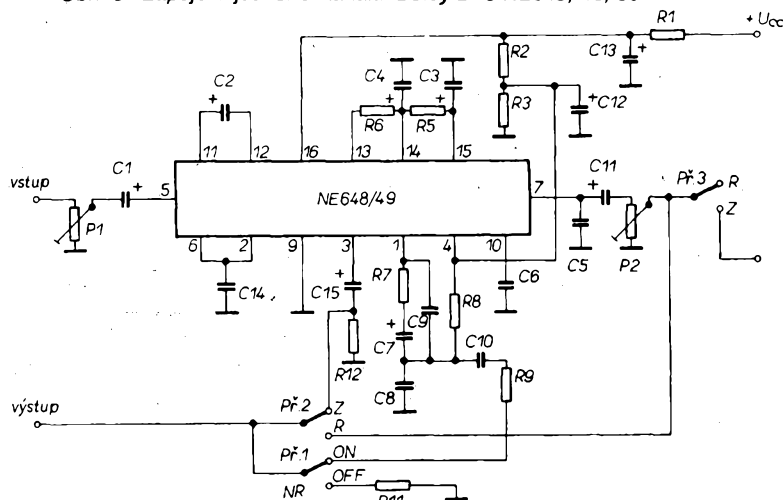 R1
+ Ucc
C13
+
R2
C4
C3
C2
+
+
+
R3
+
C12
R6
R5
11
12
16
13
14
15
vstup
C1
+
5
NE648/49
7
C11
+
Př.3
R
Z
P1
6
2
9
3
1
4
10
C5
P2
C14
C15
+
R7
C9
R8
C6
+
C7
C10
R12
R9
C8
výstup
Př.2
Z
R
Př.1
ON
OFF
NR